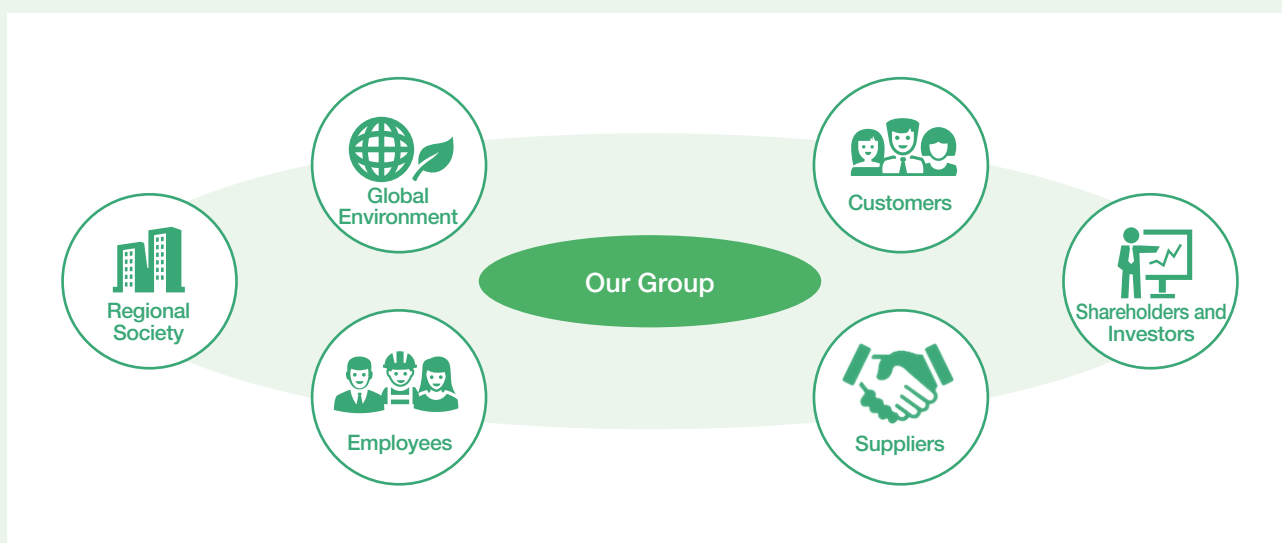 Global
Environment
Customers
Regional
Society
Our Group
Shareholders and
Investors
Employees
Suppliers